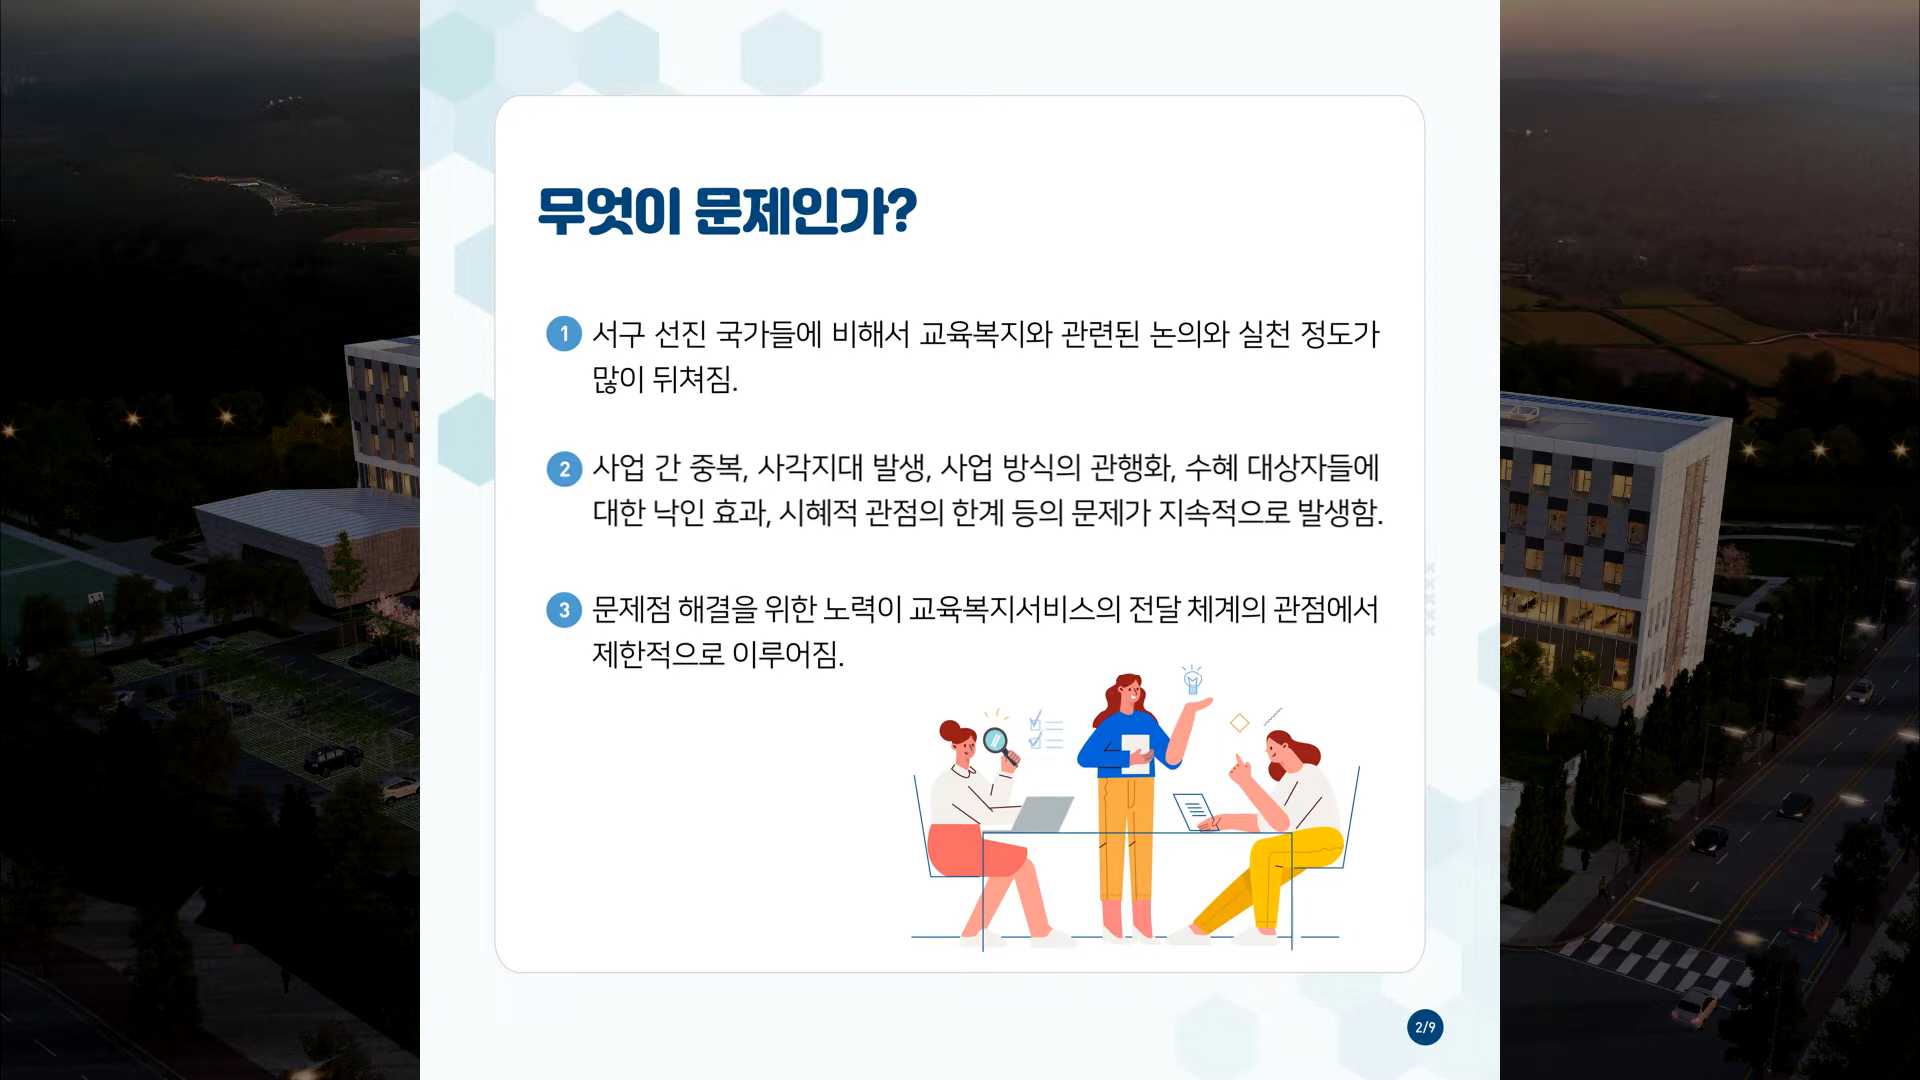 무엇이 문제인가?
1 서구 선진 국가들에 비해서 교육복지와 관련된 논의와 실천 정도가
많이 뒤쳐짐.
2 사업 간 중복, 사각지대 발생, 사업 방식의 관행화, 수혜 대상자들에
대한 낙인 효과, 시혜적 관점의 한계 등의 문제가 지속적으로 발생함.
3 문제점 해결을 위한 노력이 교육복지서비스의 전달 체계의 관점에서
제한적으로 이루어짐.
2/9